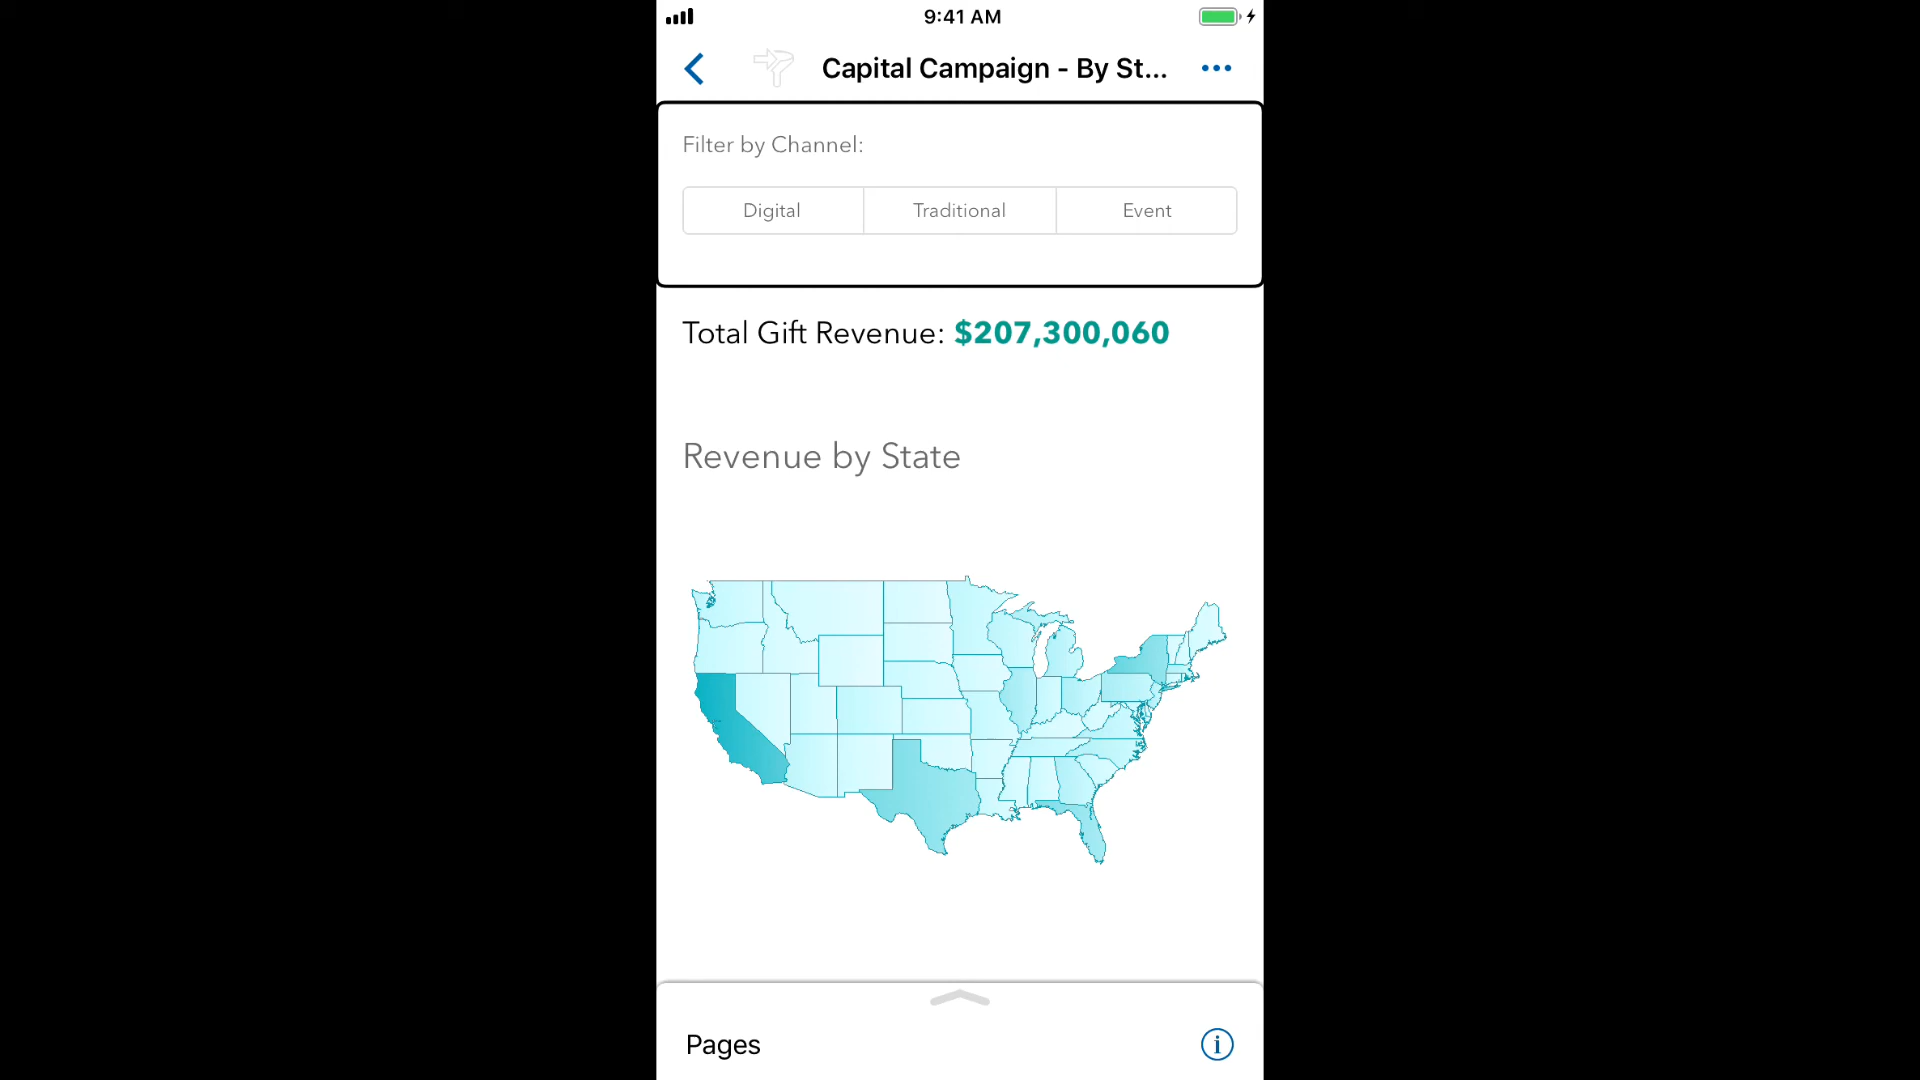 9:41 AM
Capital Campaign - By St...
Filter by Channel:
Digital Traditional Event
Total Gift Revenue: $207,300,060
Revenue by State
Pages